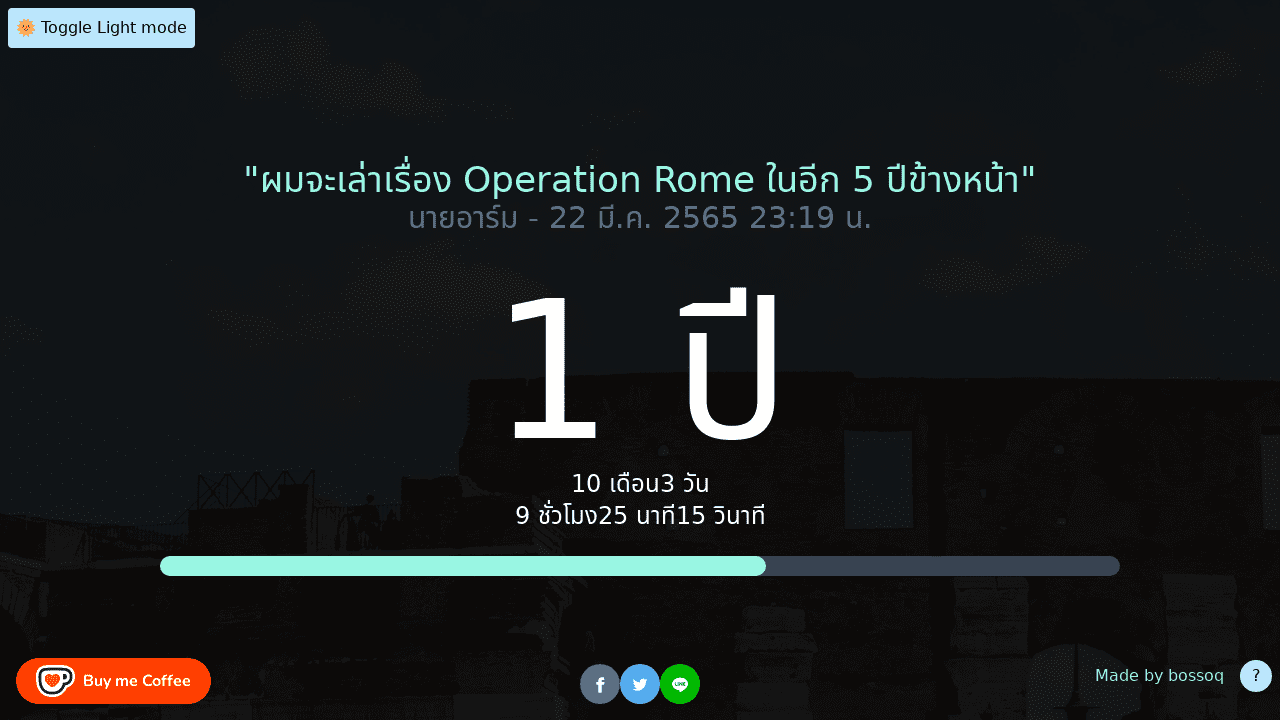 Toggle Light mode
"ผมจะเล่าเรื่อง Operation Rome ในอีก 5 ปีข้างหน้า"
นายอาร์ม - 22 มี.ค. 2565 23:19 น.
1 ปี
10 เดือน3 วัน
9 ชั่วโมง25 นาที15 วินาที
Buy me Coffee
LINE
Made by bossoq
?